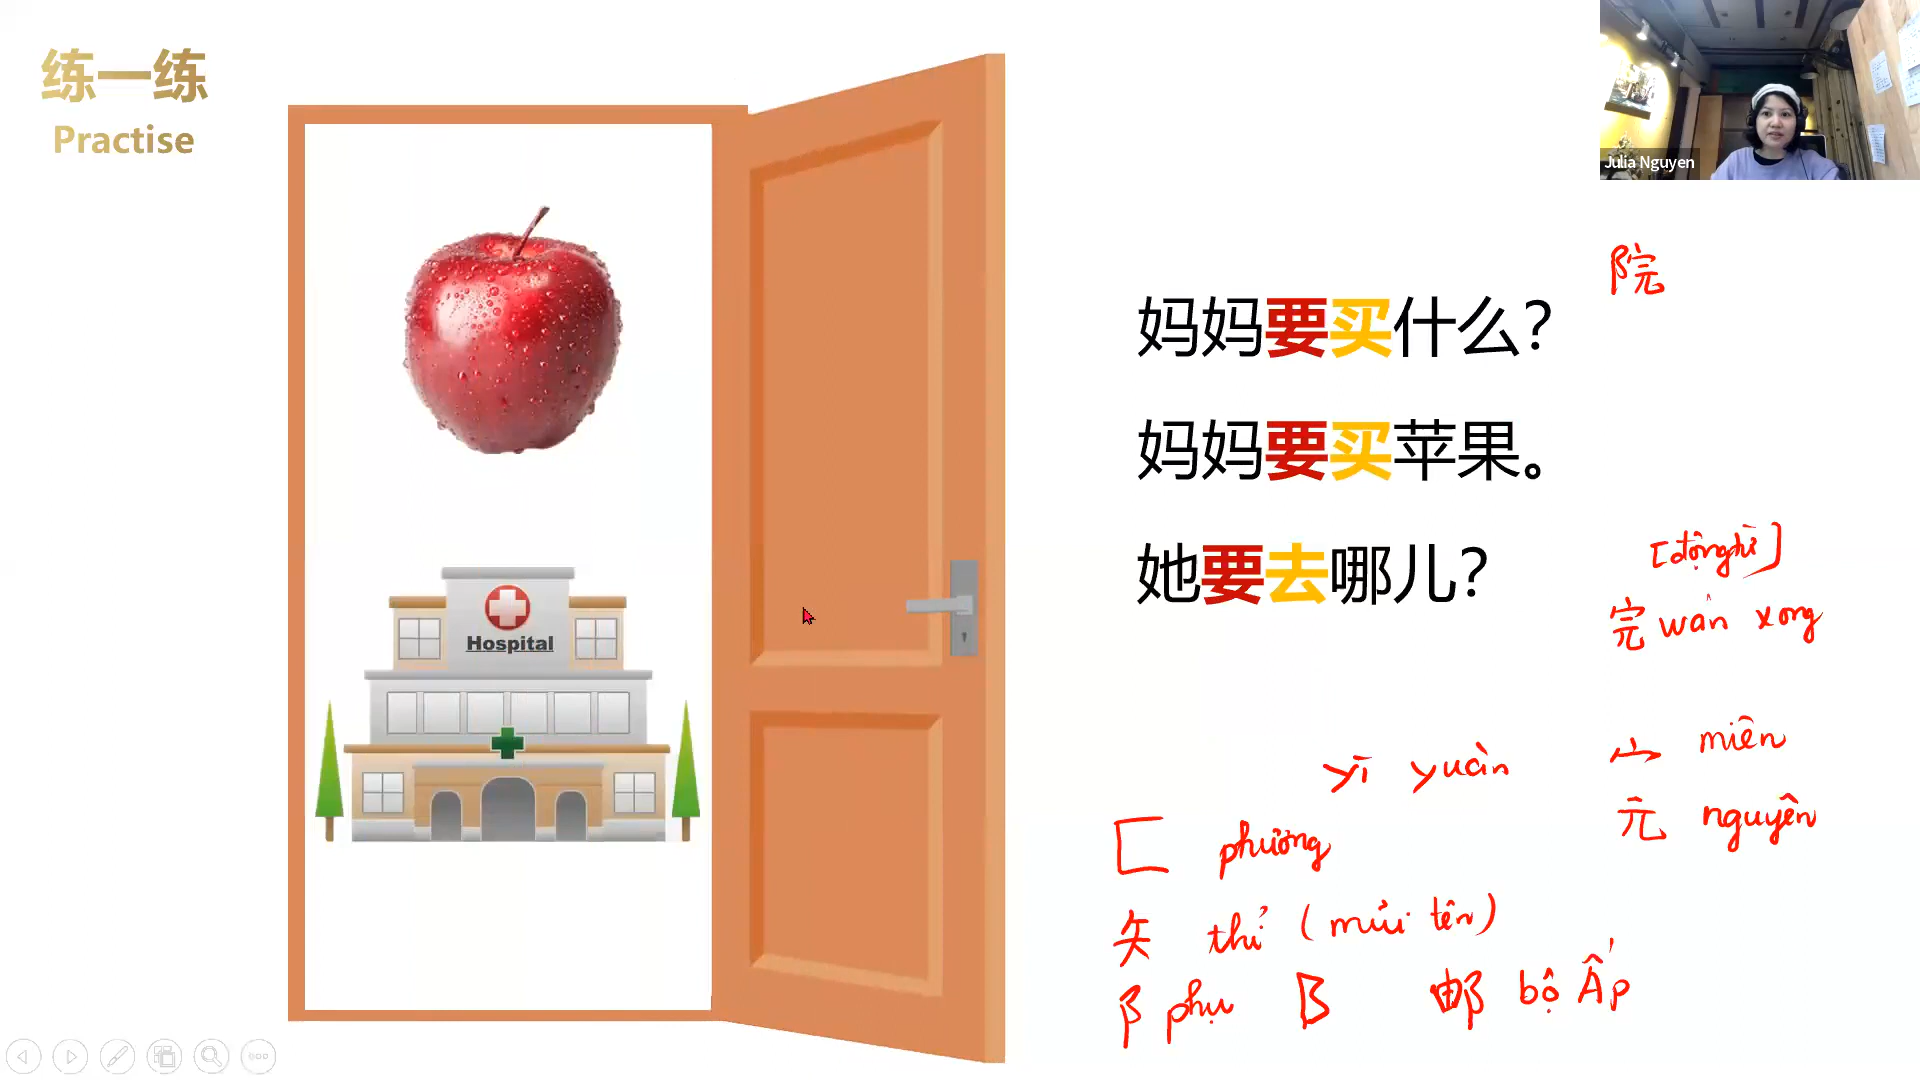 练一练
Practise
Julia Nguyen
院
妈妈要买什么?
妈妈要买苹果。
她要去哪儿?
Hospital
[động từ]
完 wán xong
宀 miên
元 nguyên
yī yuàn
匚 phương
矢 thỉ (mũi tên)
阝 phụ B 邮 bộ Ấp